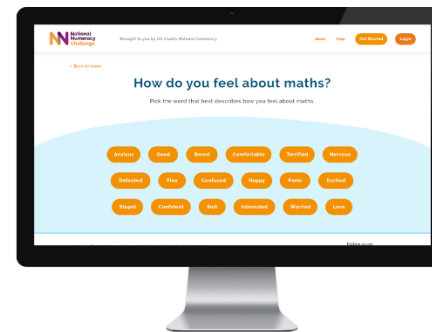 National
Numeracy
Challenge
Brought to you by UK charity National Numeracy
About
Help
Get Started
Login
< Back to home
How do you feel about maths?
Pick the word that best describes how you feel about maths.
Anxious Good Bored Comfortable Terrified Nervous
Defeated Fine Confused Happy Panic Excited
Stupid Confident Sick Interested Worried Love
Follow us on: